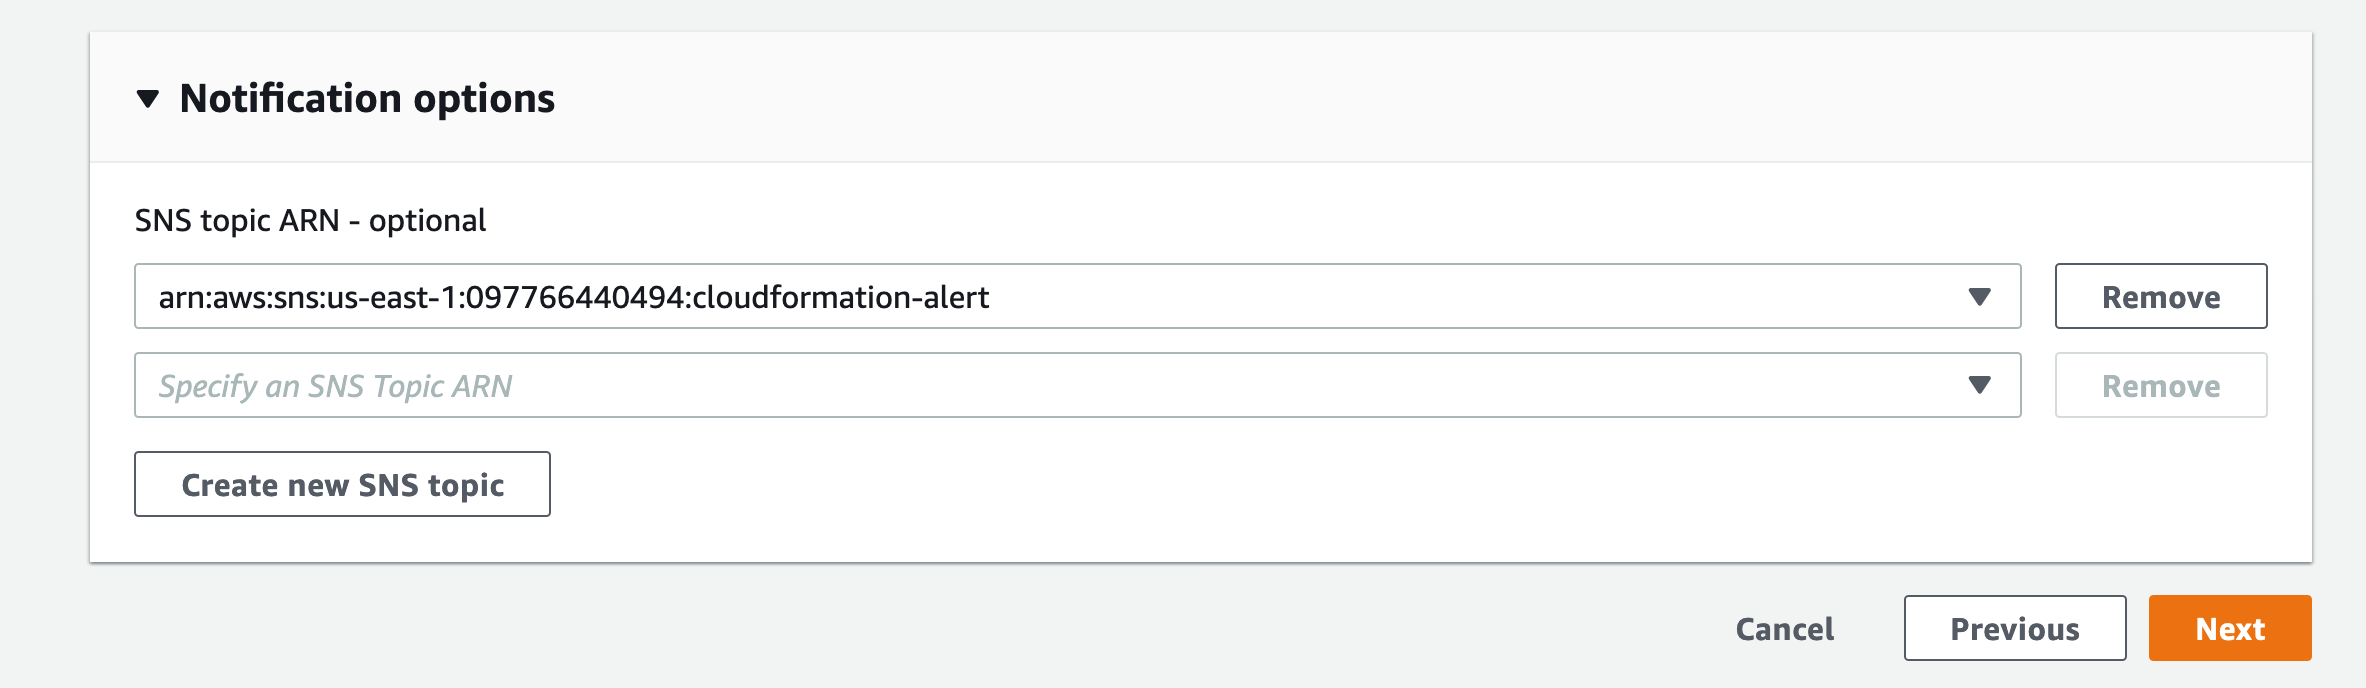 Notification options
SNS topic ARN - optional
arn:aws:sns:us-east-1:097766440494:cloudformation-alert
Remove
Specify an SNS Topic ARN
Remove
Create new SNS topic
Cancel
Previous
Next